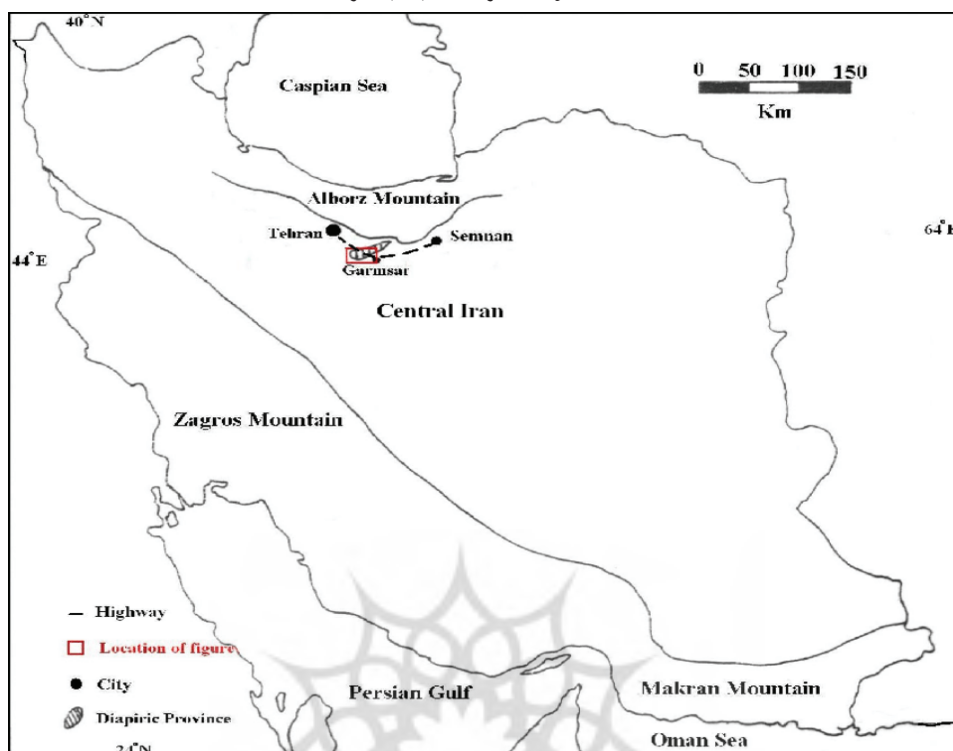 40°N
Caspian Sea
0 50 100 150
Km
Alborz Mountain
Tehran
Semnan
64°E
44°E
Garmsar
Central Iran
Zagros Mountain
Highway
Location of figure
City
Diapiric Province
Persian Gulf
Makran Mountain
Oman Sea
24°N